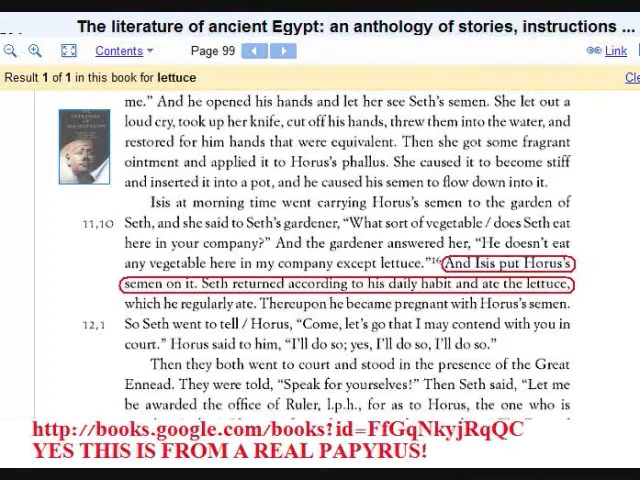 The literature of ancient Egypt: an anthology of stories, instructions ...
Contents Page 99 Link
Result 1 of 1 in this book for lettuce Cle
me.” And he opened his hands and let her see Seth's semen. She let out a
loud cry, took up her knife, cut off his hands, threw them into the water, and
restored for him hands that were equivalent. Then she got some fragrant
ointment and applied it to Horus's phallus. She caused it to become stiff
and inserted it into a pot, and he caused his semen to flow down into it.
Isis at morning time went carrying Horus's semen to the garden of
11,10 Seth, and she said to Seth's gardener, “What sort of vegetable / does Seth eat
here in your company?” And the gardener answered her, “He doesn't eat
any vegetable here in my company except lettuce.”16 And Isis put Horus's
semen on it. Seth returned according to his daily habit and ate the lettuce,
which he regularly ate. Thereupon he became pregnant with Horus's semen.
12,1 So Seth went to tell / Horus, “Come, let's go that I may contend with you in
court.” Horus said to him, “I'll do so; yes, I'll do so, I'll do so.”
Then they both went to court and stood in the presence of the Great
Ennead. They were told, “Speak for yourselves!” Then Seth said, “Let me
be awarded the office of Ruler, l.p.h., for as to Horus, the one who is
http://books.google.com/books?id=FfGqNkyjRqQC
YES THIS IS FROM A REAL PAPYRUS!